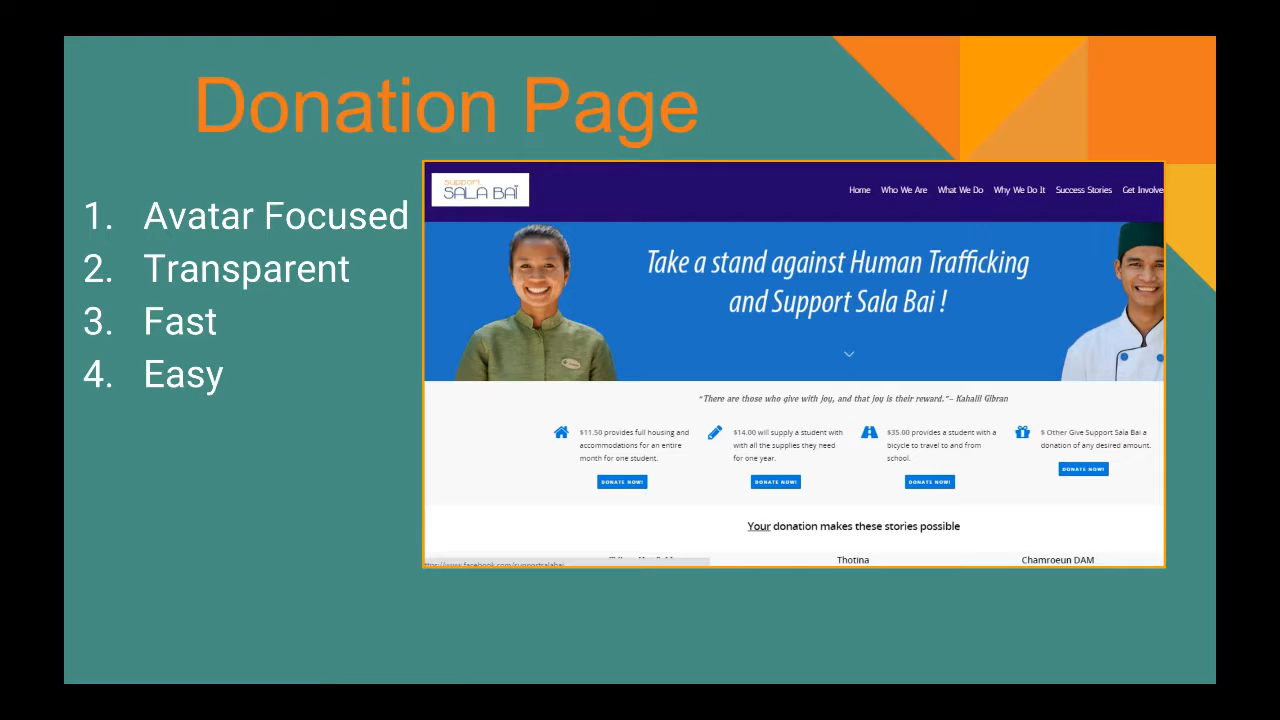 Donation Page
1. Avatar Focused
2. Transparent
3. Fast
4. Easy
SUPPORT
SALA BAÏ
Home Who We Are What We Do Why We Do It Success Stories Get Involve
Take a stand against Human Trafficking
and Support Sala Bai !
"There are those who give with joy, and that joy is their reward."– Kahalil Gibran
$11.50 provides full housing and
accommodations for an entire
month for one student.
DONATE NOW!
$14.00 will supply a student with
with all the supplies they need
for one year.
DONATE NOW!
$35.00 provides a student with a
bicycle to travel to and from
school.
DONATE NOW!
$ Other Give Support Sala Bai a
donation of any desired amount.
DONATE NOW!
Your donation makes these stories possible
Thotina
Chamroeun DAM